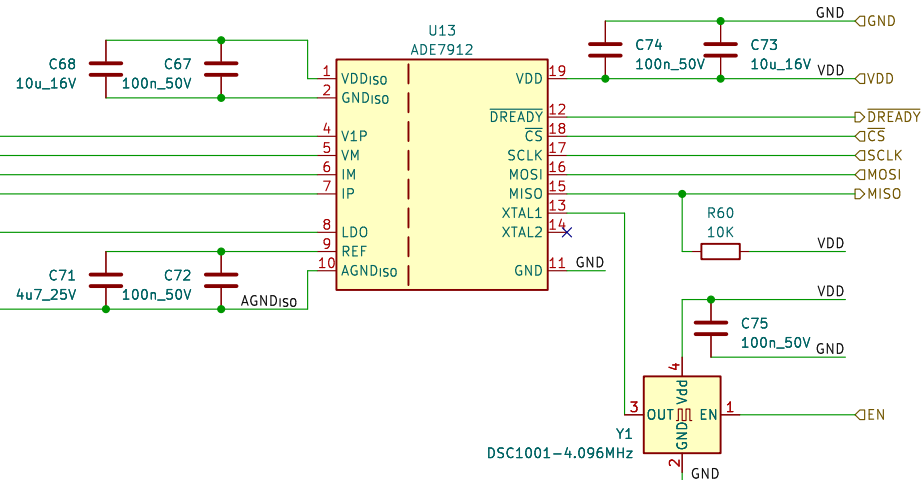 U13
ADE7912
GND
GND
C68
10u_16V
C67
100n_50V
C74
100n_50V
C73
10u_16V
1
VDDISO
VDD
19
VDD
VDD
2
GNDISO
DREADY
12
DREADY
4
V1P
CS
18
CS
5
VM
SCLK
17
SCLK
6
IM
MOSI
16
MOSI
7
IP
MISO
15
MISO
XTAL1
13
8
LDO
XTAL2
14
R60
10K
VDD
9
REF
10
AGNDISO
GND
11
GND
C71
4u7_25V
C72
100n_50V
AGNDISO
VDD
C75
100n_50V
GND
4
Vdd
3
OUT
EN
1
EN
GND
2
Y1
DSC1001-4.096MHz
GND